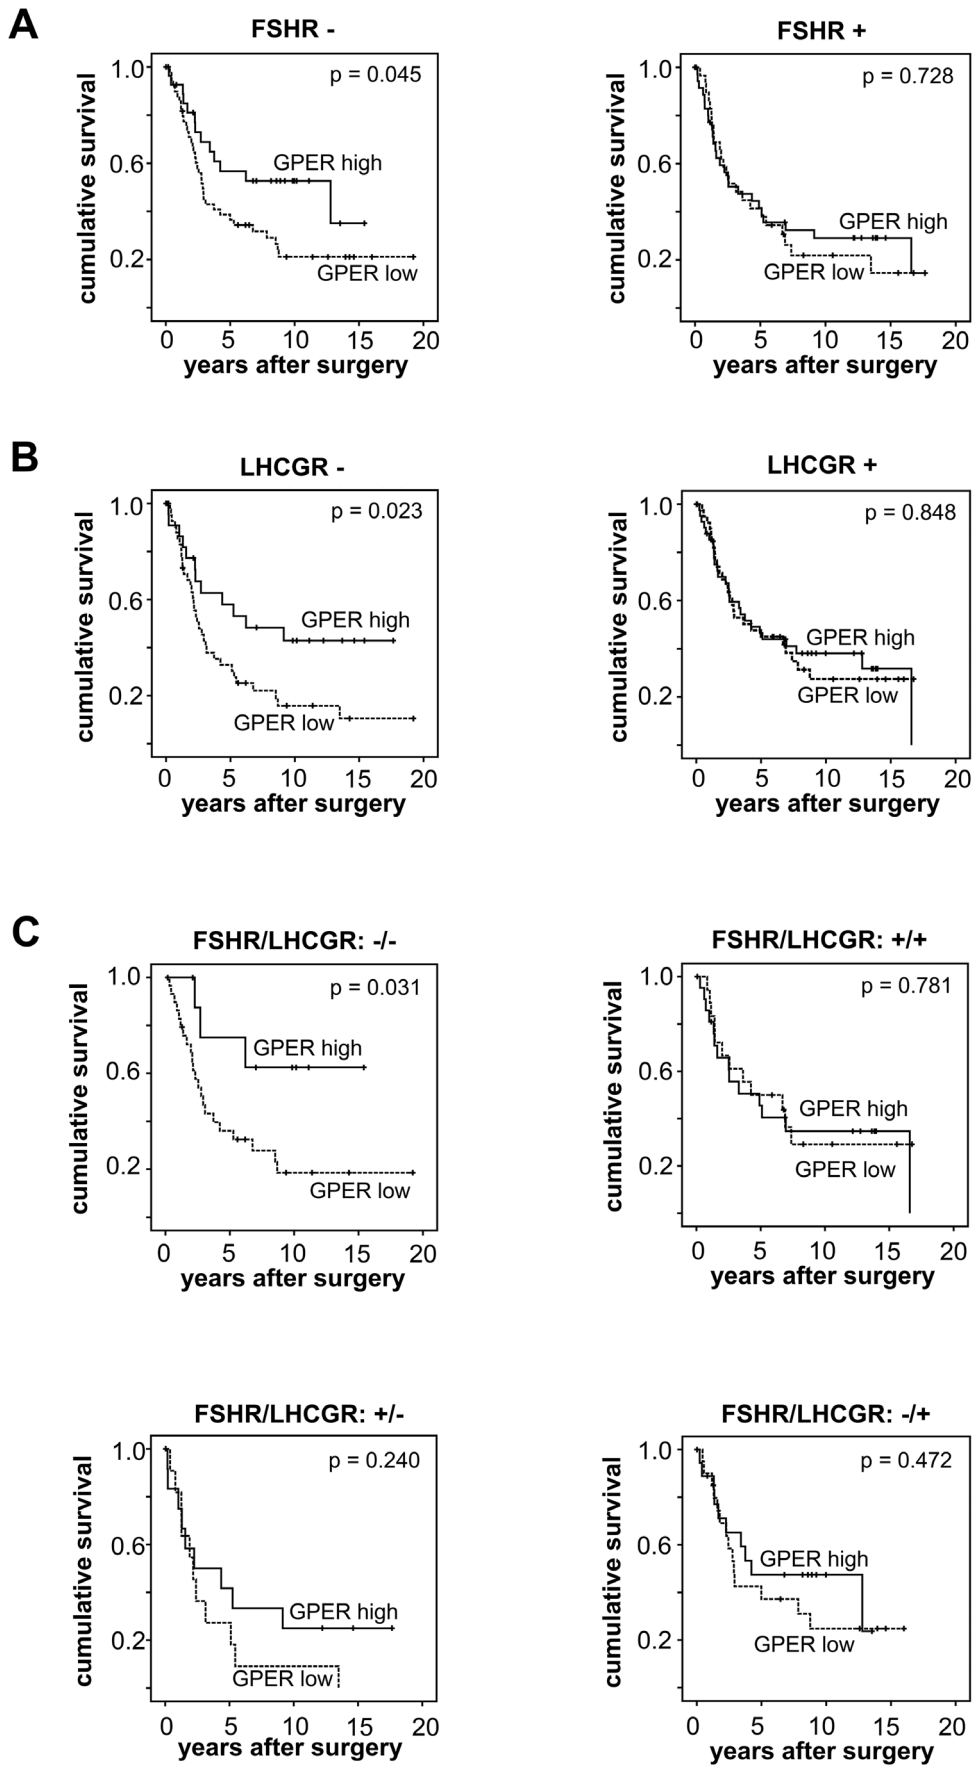 A
FSHR -
FSHR +
cumulative survival
1.0
0.6
0.2
p = 0.045
GPER high
GPER low
0 5 10 15 20
years after surgery
cumulative survival
1.0
0.6
0.2
p = 0.728
GPER high
GPER low
0 5 10 15 20
years after surgery
B
LHCGR -
LHCGR +
cumulative survival
1.0
0.6
0.2
p = 0.023
GPER high
GPER low
0 5 10 15 20
years after surgery
cumulative survival
1.0
0.6
0.2
p = 0.848
GPER high
GPER low
0 5 10 15 20
years after surgery
C
FSHR/LHCGR: -/-
FSHR/LHCGR: +/+
cumulative survival
1.0
0.6
0.2
p = 0.031
GPER high
GPER low
0 5 10 15 20
years after surgery
cumulative survival
1.0
0.6
0.2
p = 0.781
GPER high
GPER low
0 5 10 15 20
years after surgery
FSHR/LHCGR: +/-
FSHR/LHCGR: -/+
cumulative survival
1.0
0.6
0.2
p = 0.240
GPER high
GPER low
0 5 10 15 20
years after surgery
cumulative survival
1.0
0.6
0.2
p = 0.472
GPER high
GPER low
0 5 10 15 20
years after surgery